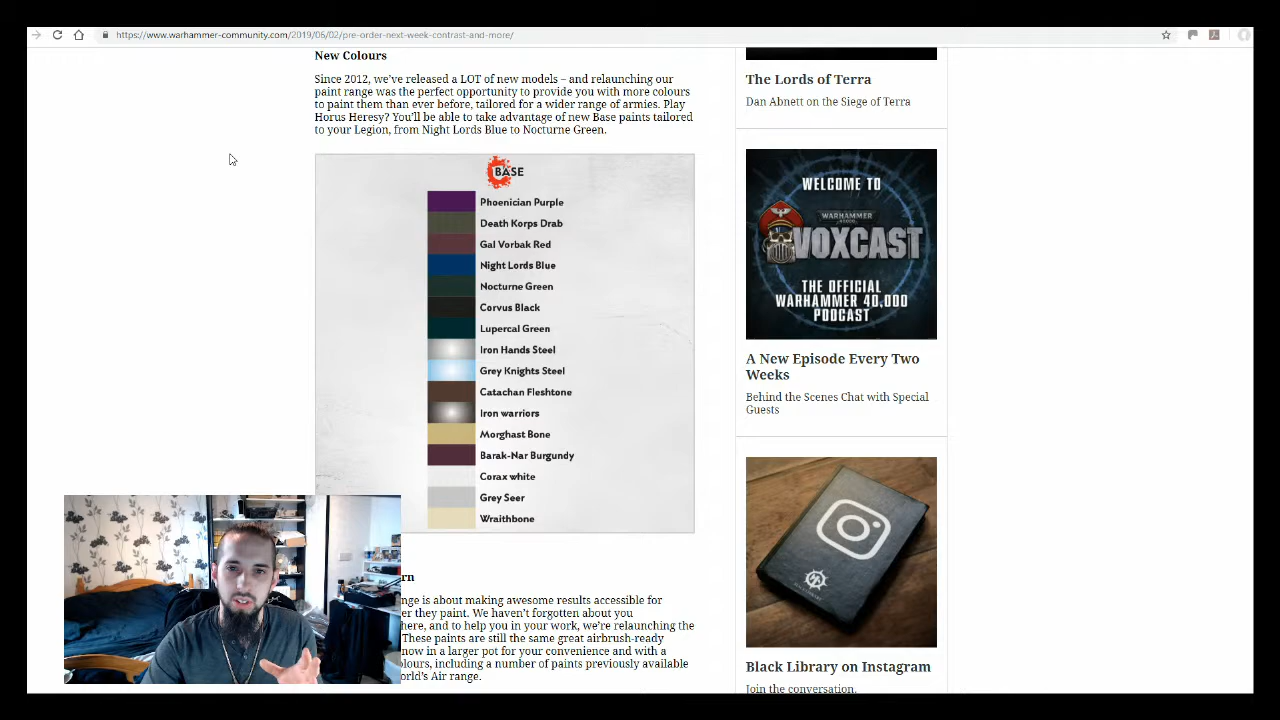 https://www.warhammer-community.com/2019/06/02/pre-order-next-week-contrast-and-more/
New Colours
Since 2012, we've released a LOT of new models – and relaunching our
paint range was the perfect opportunity to provide you with more colours
to paint them than ever before, tailored for a wider range of armies. Play
Horus Heresy? You'll be able to take advantage of new Base paints tailored
to your Legion, from Night Lords Blue to Nocturne Green.
BASE
Phoenician Purple
Death Korps Drab
Gal Vorbak Red
Night Lords Blue
Nocturne Green
Corvus Black
Lupercal Green
Iron Hands Steel
Grey Knights Steel
Catachan Fleshtone
Iron warriors
Morghast Bone
Barak-Nar Burgundy
Corax white
Grey Seer
Wraithbone
rn
nge is about making awesome results accessible for
er they paint. We haven't forgotten about you
here, and to help you in your work, we're relaunching the
These paints are still the same great airbrush-ready
now in a larger pot for your convenience and with a
olours, including a number of paints previously available
orld's Air range.
The Lords of Terra
Dan Abnett on the Siege of Terra
WELCOME TO
WARHAMMER
40,000
VOXCAST
THE OFFICIAL
WARHAMMER 40,000
PODCAST
A New Episode Every Two
Weeks
Behind the Scenes Chat with Special
Guests
Black Library on Instagram
Join the conversation.